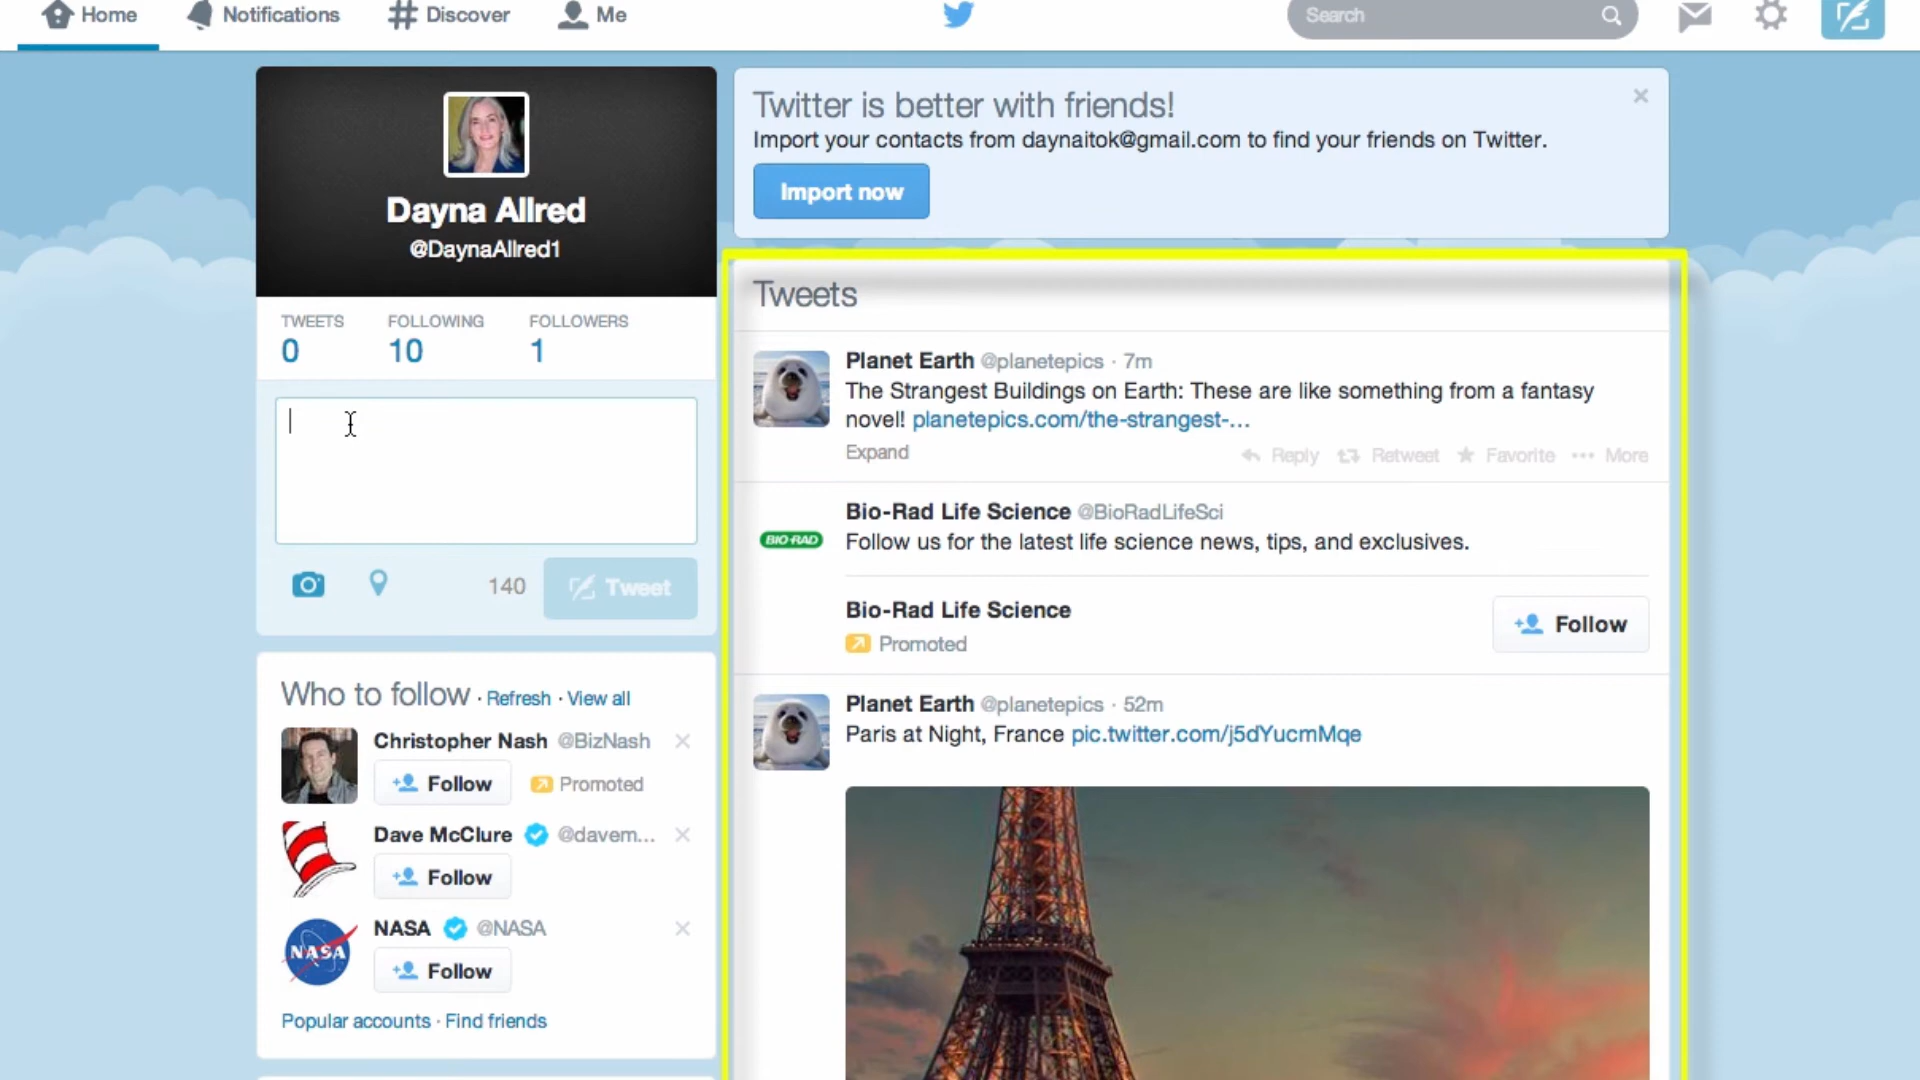 Home
Notifications
Discover
Me
Search
Dayna Allred
@DaynaAllred1
TWEETS
0
FOLLOWING
10
FOLLOWERS
1
140
Tweet
Who to follow · Refresh · View all
Christopher Nash @BizNash
Follow
Promoted
Dave McClure @davem...
Follow
NASA
NASA @NASA
Follow
Popular accounts · Find friends
Twitter is better with friends!
Import your contacts from daynaitok@gmail.com to find your friends on Twitter.
Import now
Tweets
Planet Earth @planetepics · 7m
The Strangest Buildings on Earth: These are like something from a fantasy
novel! planetepics.com/the-strangest-...
Expand
Reply
Retweet
Favorite
More
BIO-RAD
Bio-Rad Life Science @BioRadLifeSci
Follow us for the latest life science news, tips, and exclusives.
Bio-Rad Life Science
Promoted
Follow
Planet Earth @planetepics · 52m
Paris at Night, France pic.twitter.com/j5dYucmMqe